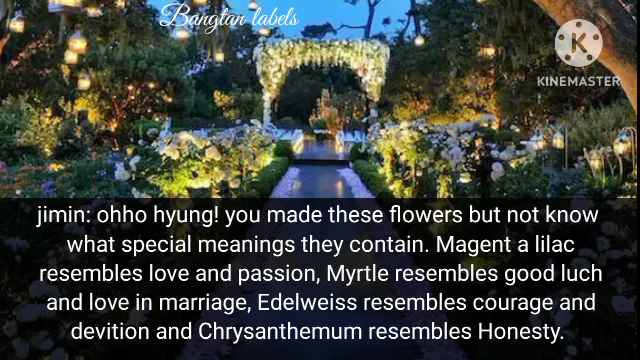 Bangtan labels
KINEMASTER
jimin: ohho hyung! you made these flowers but not know
what special meanings they contain. Magent a lilac
resembles love and passion, Myrtle resembles good luch
and love in marriage, Edelweiss resembles courage and
devition and Chrysanthemum resembles Honesty.